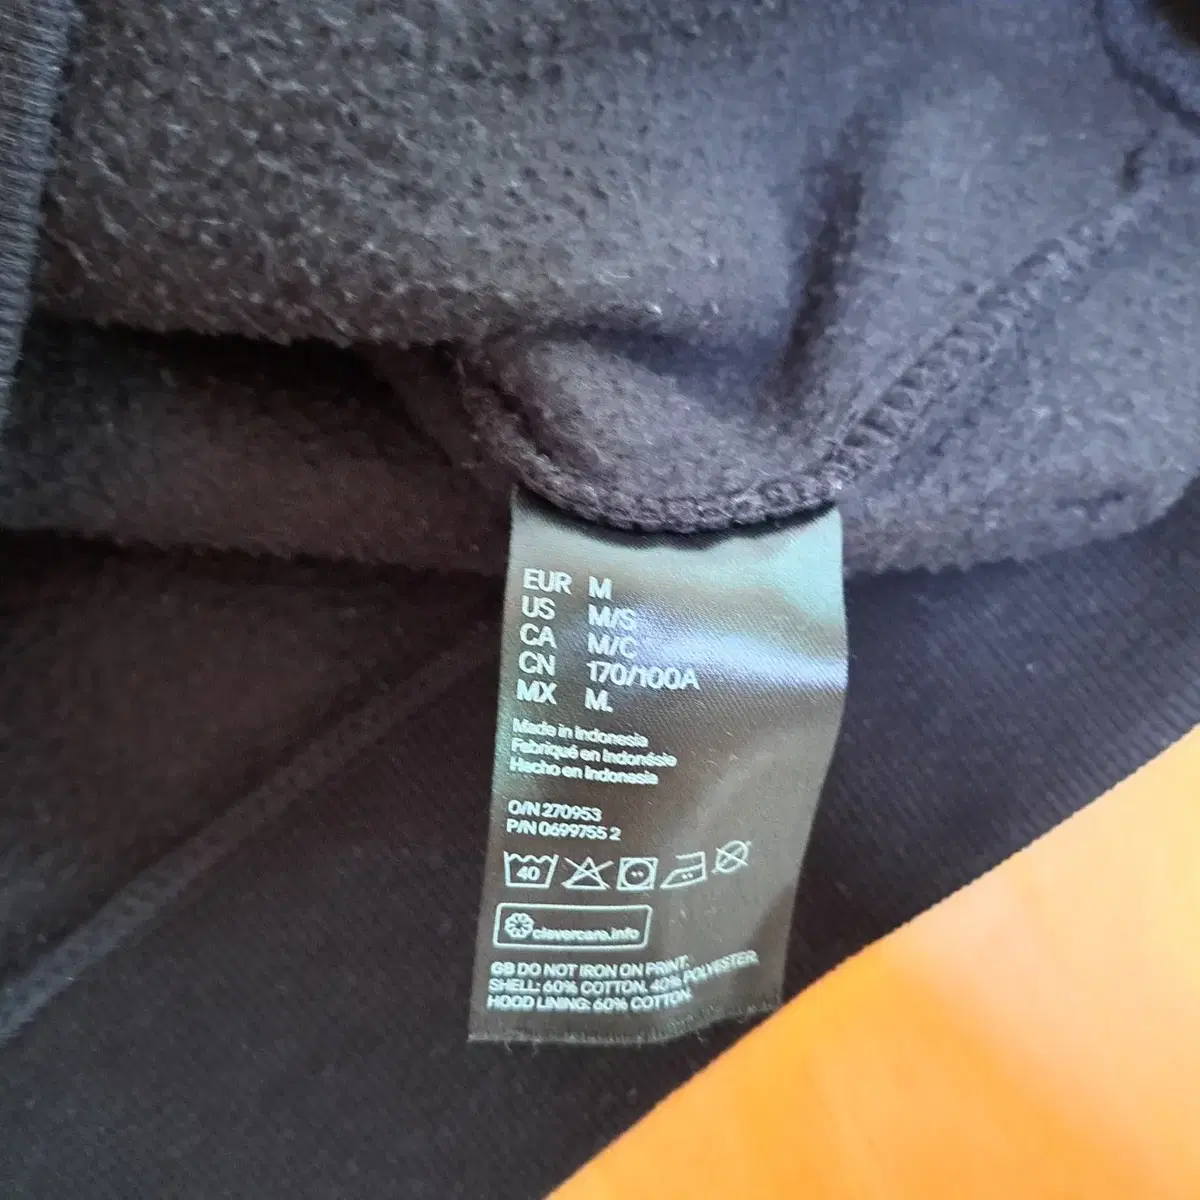 EUR M
US M/S
CA M/C
CN 170/100A
MX M.
Made in Indonesia
Fabriqué en Indonésie
Hecho en Indonesia
O/N 270953
P/N 0699755 2
40
clevercare.info
GB DO NOT IRON ON PRINT.
SHELL: 60% COTTON. 40% POLYESTER.
HOOD LINING: 60% COTTON.